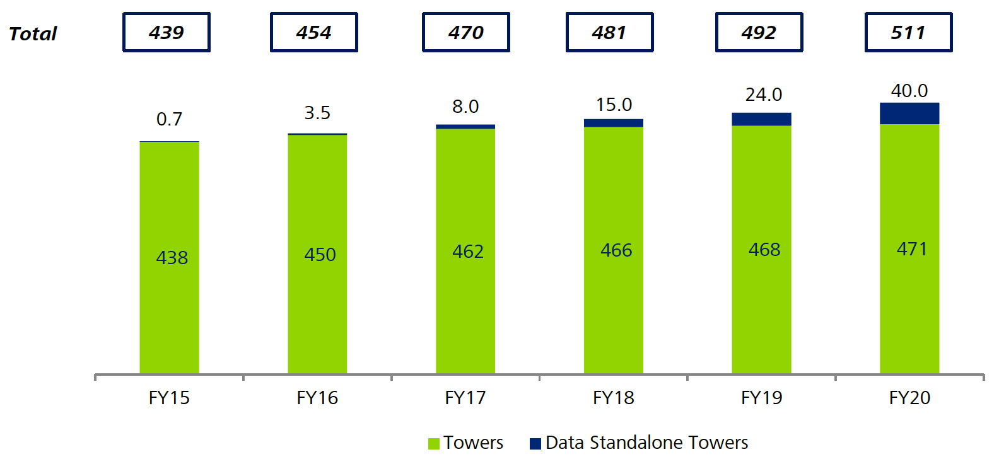 Total 439 454 470 481 492 511
0.7 3.5 8.0 15.0 24.0 40.0
438 450 462 466 468 471
FY15 FY16 FY17 FY18 FY19 FY20
Towers Data Standalone Towers